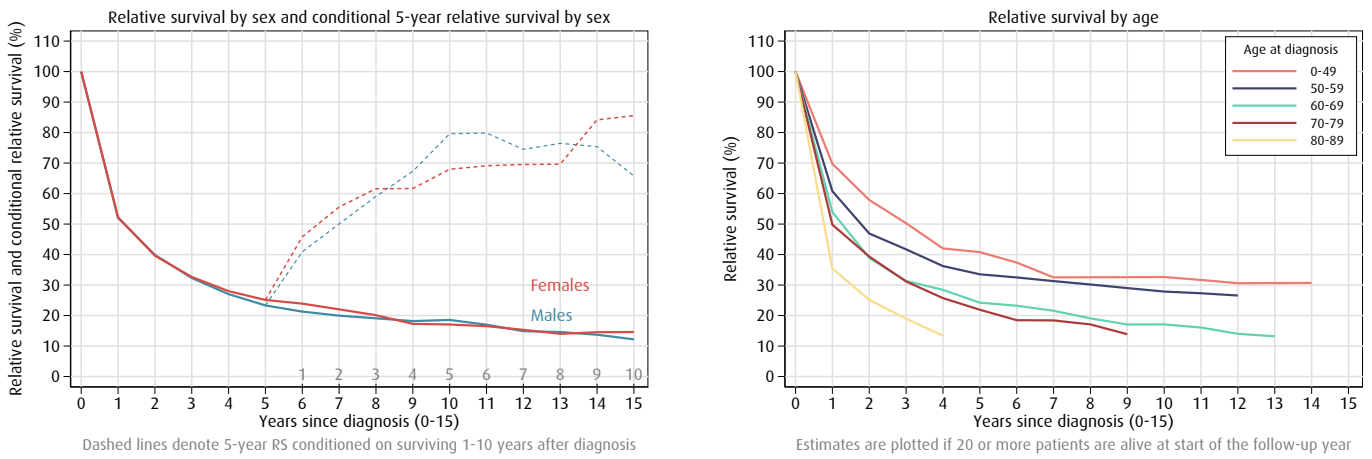 Relative survival by sex and conditional 5-year relative survival by sex
Relative survival and conditional relative survival (%)
110
100
90
80
70
60
50
40
30
20
10
0
Females
Males
1 2 3 4 5 6 7 8 9 10
0 1 2 3 4 5 6 7 8 9 10 11 12 13 14 15
Years since diagnosis (0-15)
Dashed lines denote 5-year RS conditioned on surviving 1-10 years after diagnosis
Relative survival by age
Relative survival (%)
110
100
90
80
70
60
50
40
30
20
10
0
Age at diagnosis
0-49
50-59
60-69
70-79
80-89
0 1 2 3 4 5 6 7 8 9 10 11 12 13 14 15
Years since diagnosis (0-15)
Estimates are plotted if 20 or more patients are alive at start of the follow-up year